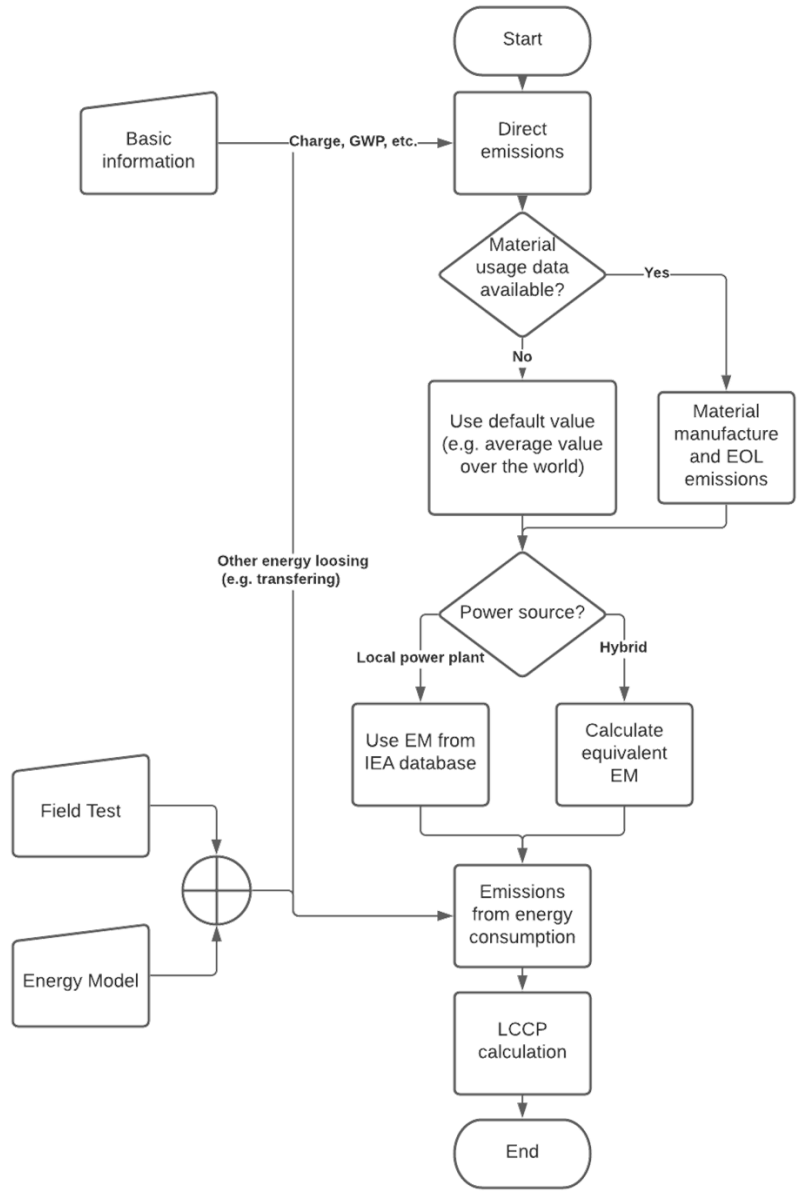 Start
Basic
information
Charge, GWP, etc.
Direct
emissions
Material
usage data
available?
Yes
No
Use default value
(e.g. average value
over the world)
Material
manufacture
and EOL
emissions
Other energy loosing
(e.g. transfering)
Power source?
Local power plant
Hybrid
Use EM from
IEA database
Calculate
equivalent
EM
Field Test
Energy Model
Emissions
from energy
consumption
LCCP
calculation
End